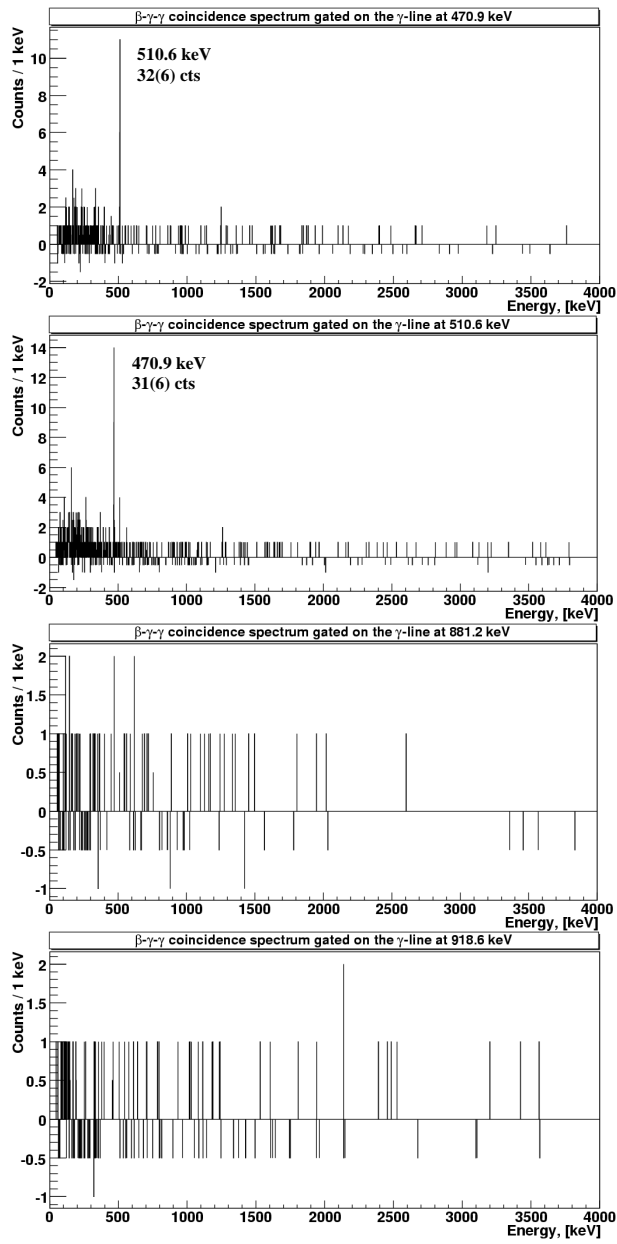 β-γ-γ coincidence spectrum gated on the γ-line at 470.9 keV
Counts / 1 keV
10
8
6
4
2
0
-2
510.6 keV
32(6) cts
0 500 1000 1500 2000 2500 3000 3500 4000
Energy, [keV]
β-γ-γ coincidence spectrum gated on the γ-line at 510.6 keV
Counts / 1 keV
14
12
10
8
6
4
2
0
-2
470.9 keV
31(6) cts
0 500 1000 1500 2000 2500 3000 3500 4000
Energy, [keV]
β-γ-γ coincidence spectrum gated on the γ-line at 881.2 keV
Counts / 1 keV
2
1.5
1
0.5
0
-0.5
-1
0 500 1000 1500 2000 2500 3000 3500 4000
Energy, [keV]
β-γ-γ coincidence spectrum gated on the γ-line at 918.6 keV
Counts / 1 keV
2
1.5
1
0.5
0
-0.5
-1
0 500 1000 1500 2000 2500 3000 3500 4000
Energy, [keV]